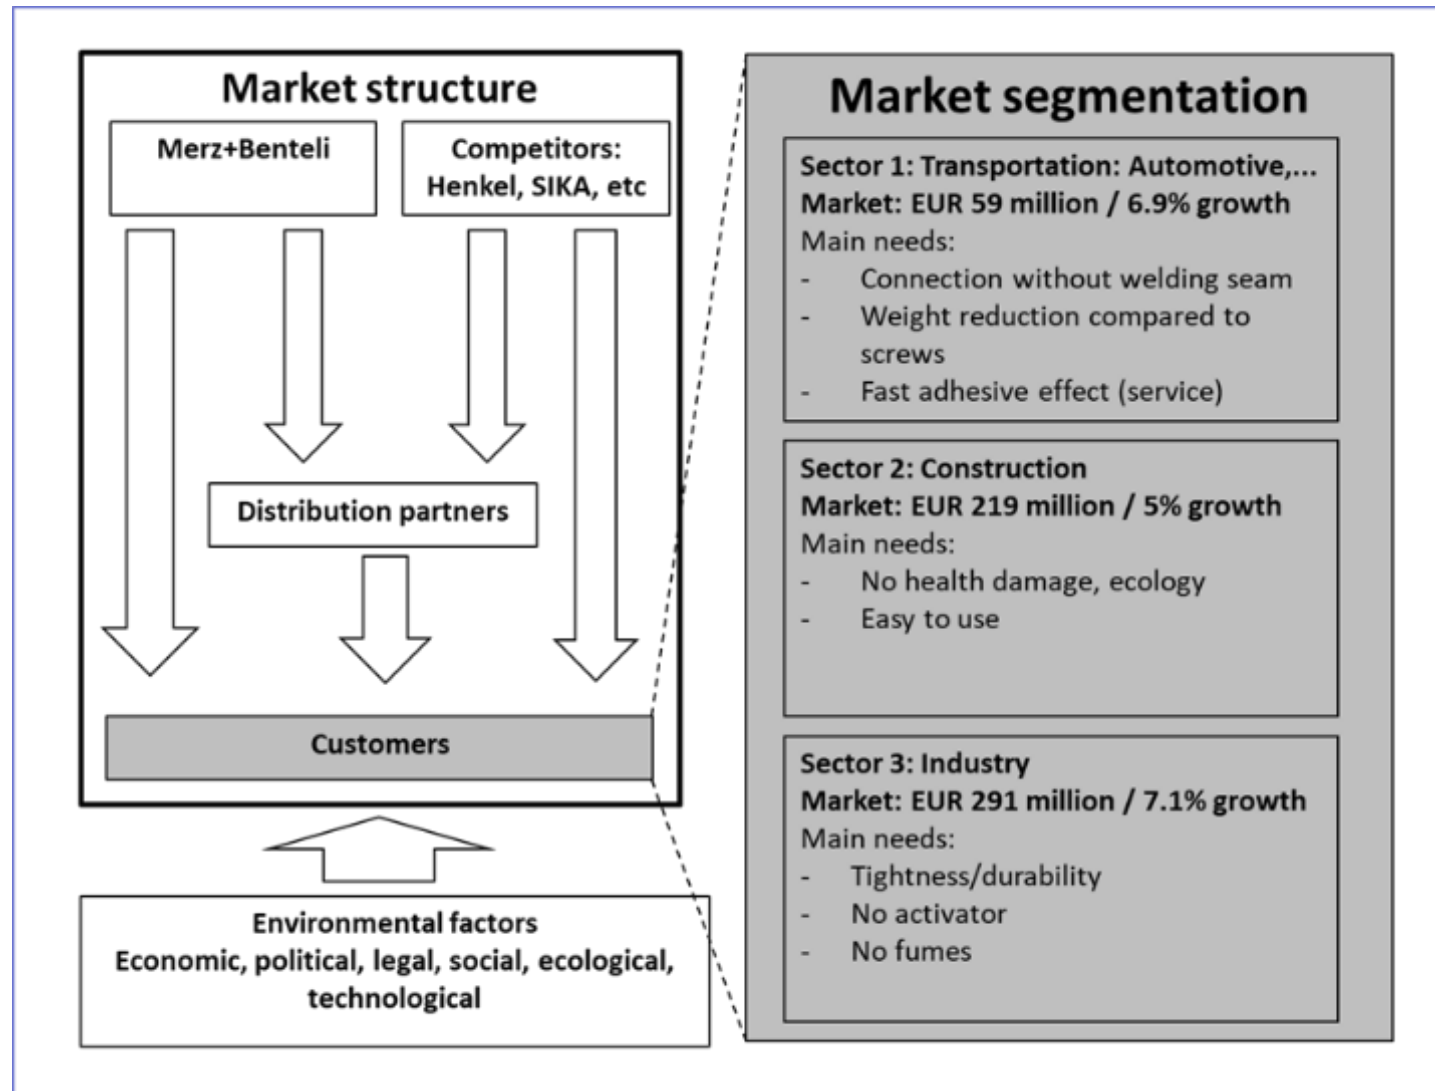 Market structure
Merz+Benteli
Competitors:
Henkel, SIKA, etc
Distribution partners
Customers
Environmental factors
Economic, political, legal, social, ecological,
technological
Market segmentation
Sector 1: Transportation: Automotive,...
Market: EUR 59 million / 6.9% growth
Main needs:
- Connection without welding seam
- Weight reduction compared to
screws
- Fast adhesive effect (service)
Sector 2: Construction
Market: EUR 219 million / 5% growth
Main needs:
- No health damage, ecology
- Easy to use
Sector 3: Industry
Market: EUR 291 million / 7.1% growth
Main needs:
- Tightness/durability
- No activator
- No fumes